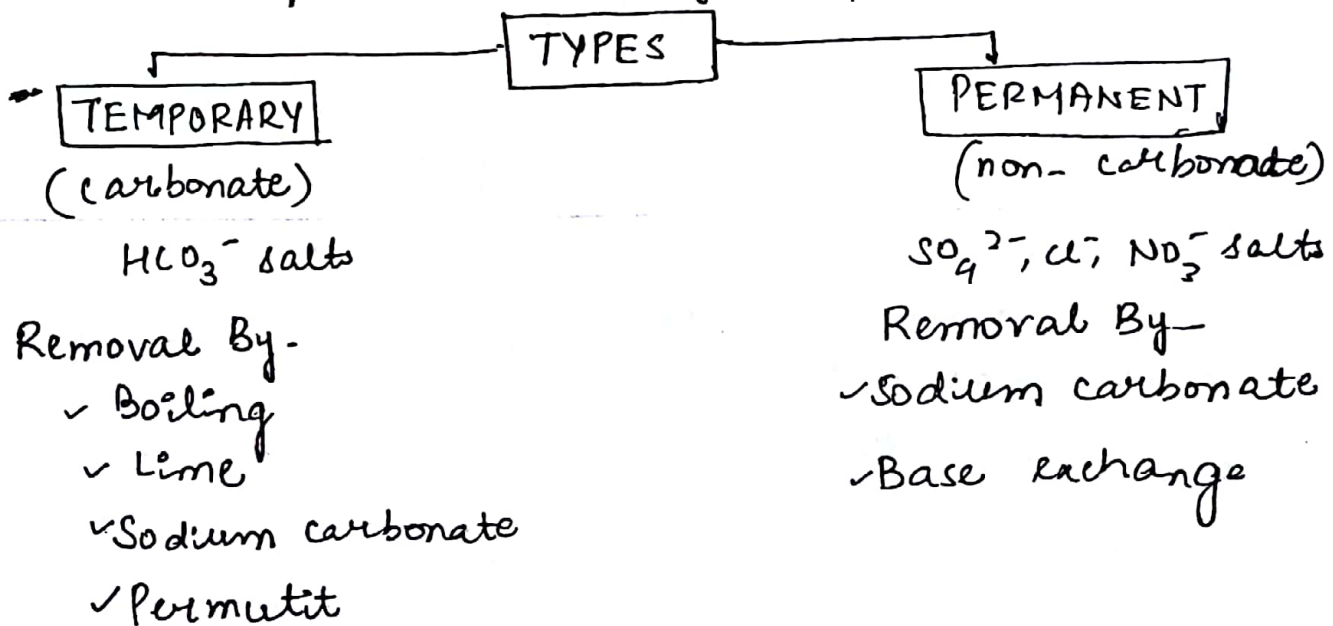 TYPES
TEMPORARY
(carbonate)
HCO₃⁻ salts
Removal By-
✓ Boiling
✓ Lime
✓ Sodium carbonate
✓ Permutit
PERMANENT
(non- carbonate)
SO₄²⁻, Cl⁻, NO₃⁻ salts
Removal By—
✓ Sodium carbonate
✓ Base exchange